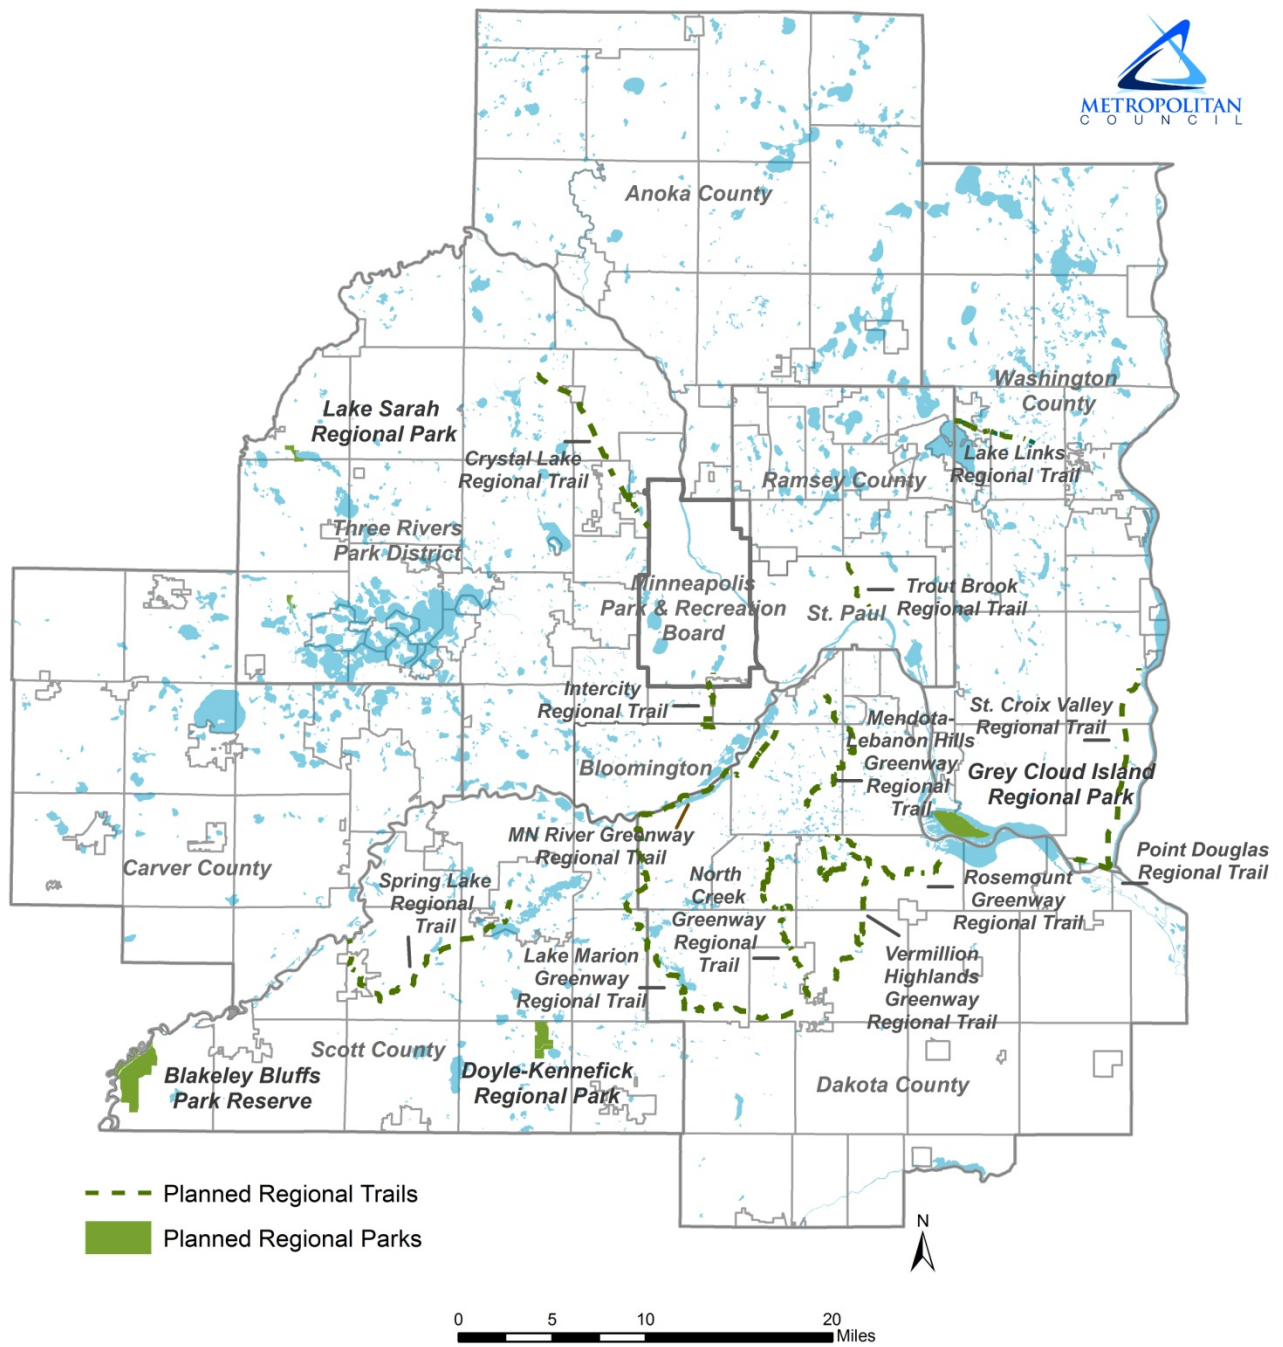 METROPOLITAN
COUNCIL
Anoka County
Washington
County
Lake Sarah
Regional Park
Crystal Lake
Regional Trail
Lake Links
Regional Trail
Ramsey County
Three Rivers
Park District
Minneapolis
Park & Recreation
Board
Trout Brook
Regional Trail
St. Paul
Intercity
Regional Trail
St. Croix Valley
Regional Trail
Mendota-
Lebanon Hills
Greenway
Regional
Trail
Bloomington
Grey Cloud Island
Regional Park
MN River Greenway
Regional Trail
Point Douglas
Regional Trail
Carver County
Spring Lake
Regional
Trail
North
Creek
Greenway
Regional
Trail
Rosemount
Greenway
Regional Trail
Lake Marion
Greenway
Regional Trail
Vermillion
Highlands
Greenway
Regional Trail
Scott County
Blakeley Bluffs
Park Reserve
Doyle-Kennefick
Regional Park
Dakota County
Planned Regional Trails
Planned Regional Parks
N
0 5 10 20
Miles